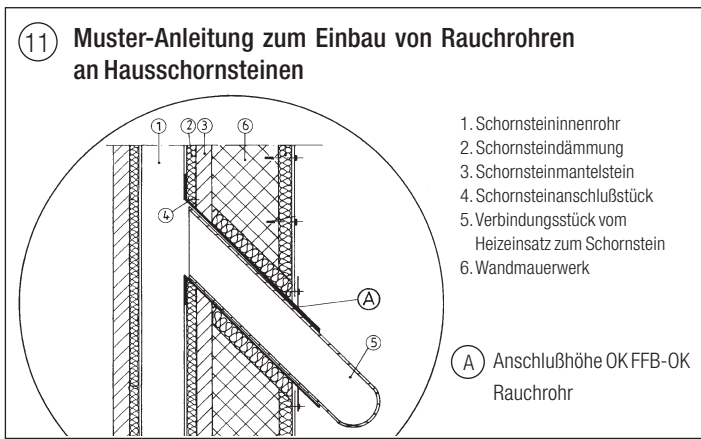 11 Muster-Anleitung zum Einbau von Rauchrohren
an Hausschornsteinen
1 2 3 6
4
A
5
1. Schornsteininnenrohr
2. Schornsteindämmung
3. Schornsteinmantelstein
4. Schornsteinanschlußstück
5. Verbindungsstück vom
Heizeinsatz zum Schornstein
6. Wandmauerwerk
A Anschlußhöhe OK FFB-OK
Rauchrohr